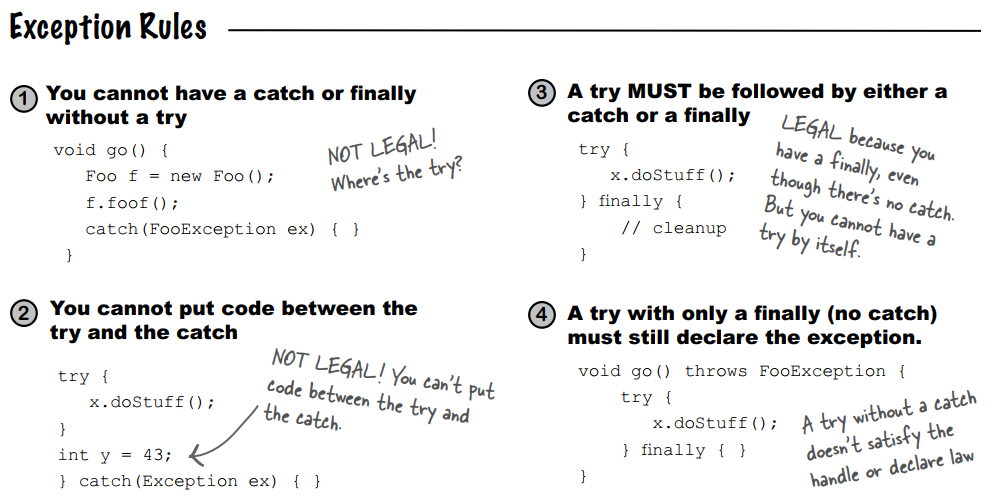 Exception Rules
1 You cannot have a catch or finally
without a try
void go() {
Foo f = new Foo();
f.foof();
catch(FooException ex) { }
}
NOT LEGAL!
Where's the try?
2 You cannot put code between the
try and the catch
try {
x.doStuff();
}
int y = 43;
} catch(Exception ex) { }
NOT LEGAL! You can't put
code between the try and
the catch.
3 A try MUST be followed by either a
catch or a finally
try {
x.doStuff();
} finally {
// cleanup
}
LEGAL because you
have a finally, even
though there's no catch.
But you cannot have a
try by itself.
4 A try with only a finally (no catch)
must still declare the exception.
void go() throws FooException {
try {
x.doStuff();
} finally { }
}
A try without a catch
doesn't satisfy the
handle or declare law